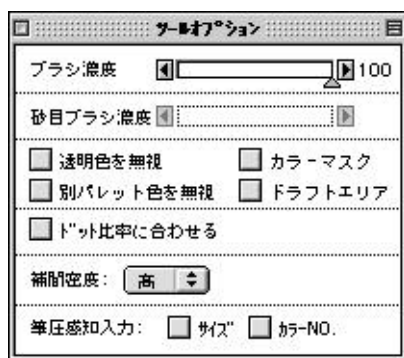 ツールオプション
ブラシ濃度 100
砂目ブラシ濃度
透明色を無視 カラーマスク
別パレット色を無視 ドラフトエリア
ドット比率に合わせる
補間密度: 高
筆圧感知入力: サイズ カラーNO.